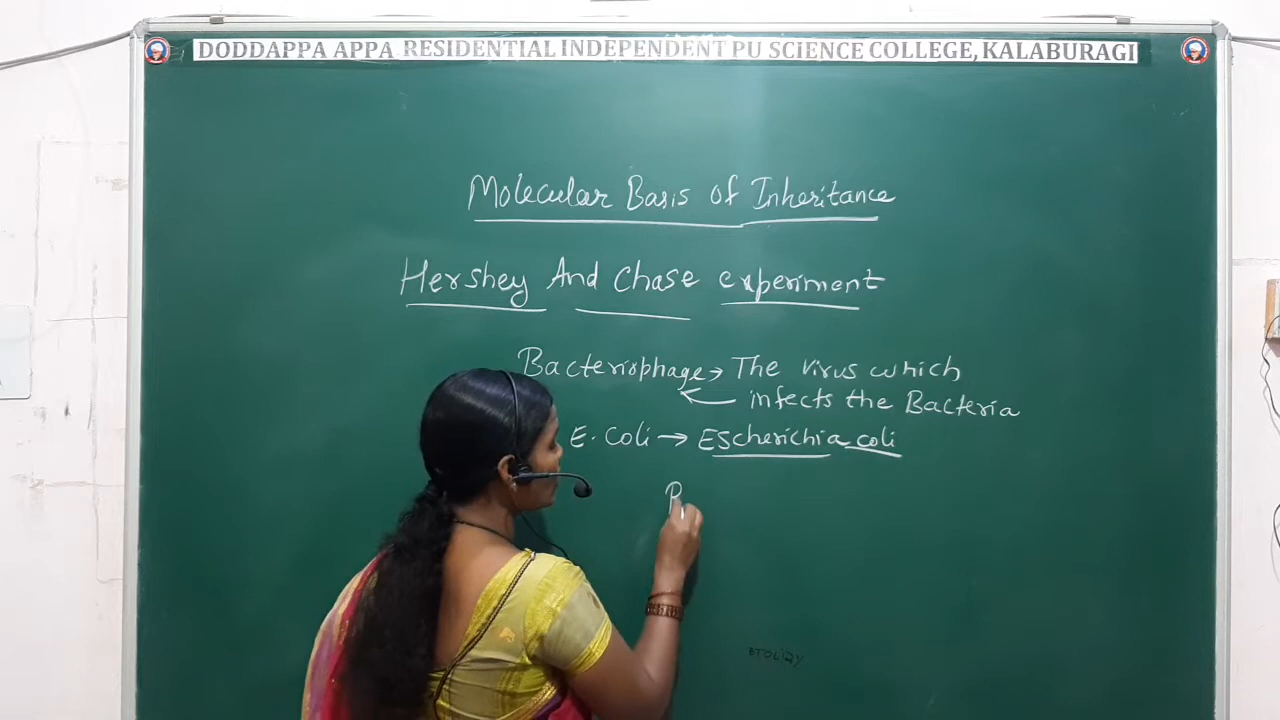 DODDAPPA APPA RESIDENTIAL INDEPENDENT PU SCIENCE COLLEGE, KALABURAGI
Molecular Basis of Inheritance
Hershey And Chase experiment
Bacteriophage → The virus which
infects the Bacteria
E. Coli → Escherichia coli